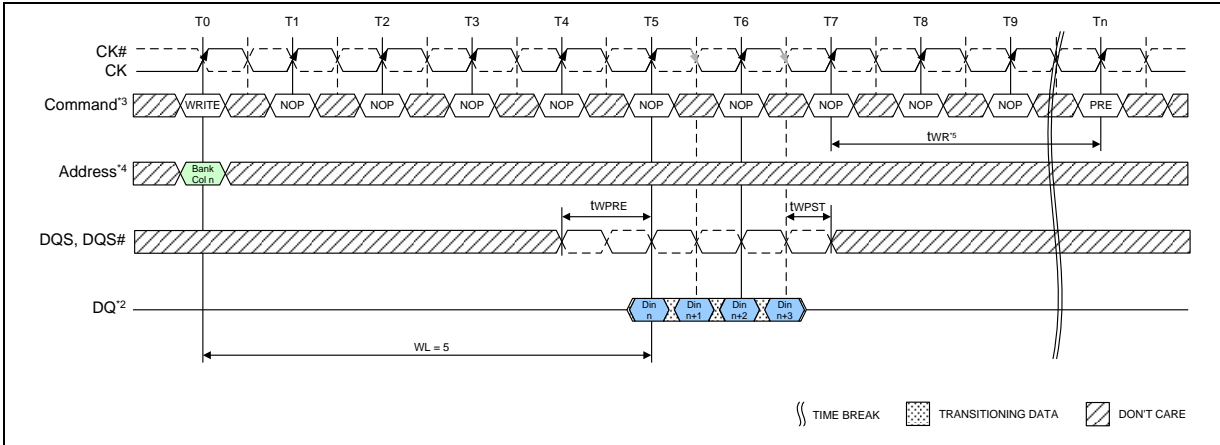 T0 T1 T2 T3 T4 T5 T6 T7 T8 T9 Tn
CK#
CK
Command*3 WRITE NOP NOP NOP NOP NOP NOP NOP NOP NOP PRE
tWR*5
Address*4 Bank
Col n
tWPRE tWPST
DQS, DQS#
DQ*2 Din Din Din Din
n n+1 n+2 n+3
WL = 5
TIME BREAK TRANSITIONING DATA DON'T CARE